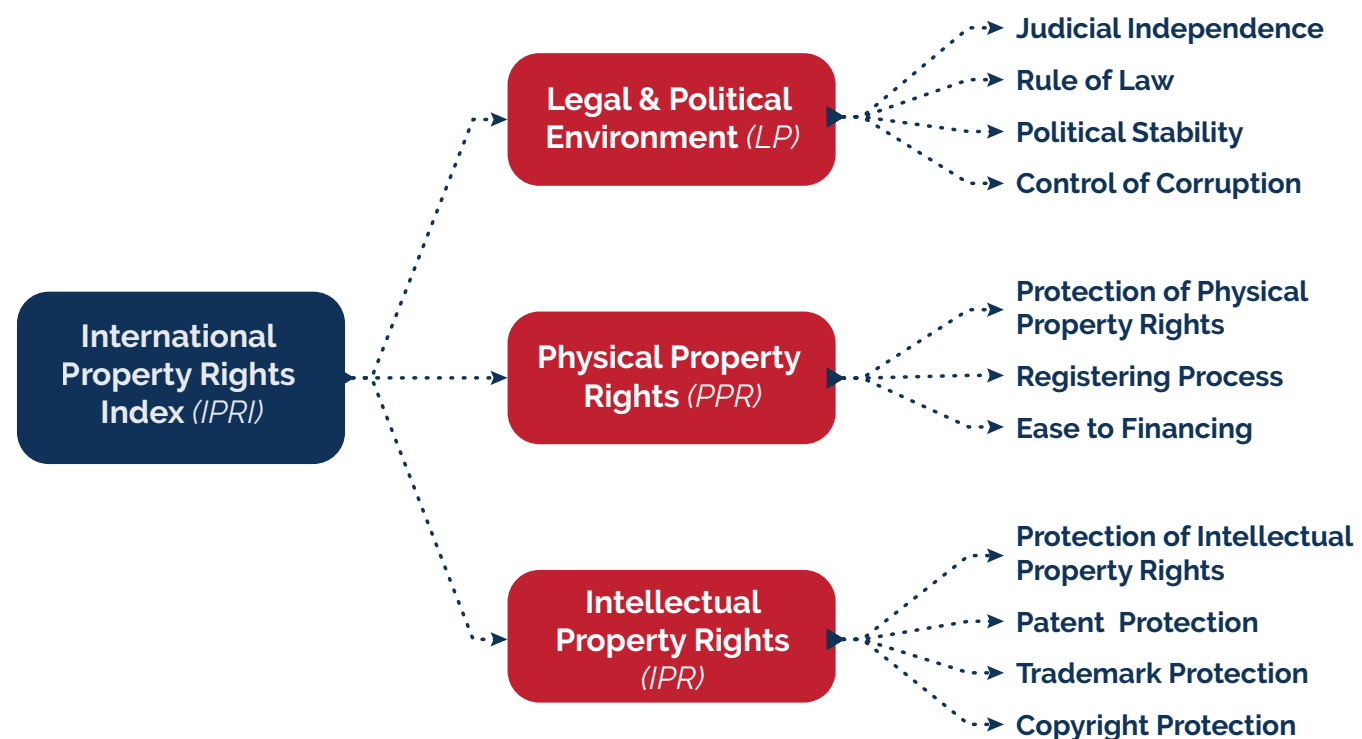 International
Property Rights
Index (IPRI)
Legal & Political
Environment (LP)
Judicial Independence
Rule of Law
Political Stability
Control of Corruption
Physical Property
Rights (PPR)
Protection of Physical
Property Rights
Registering Process
Ease to Financing
Intellectual
Property Rights
(IPR)
Protection of Intellectual
Property Rights
Patent  Protection
Trademark Protection
Copyright Protection